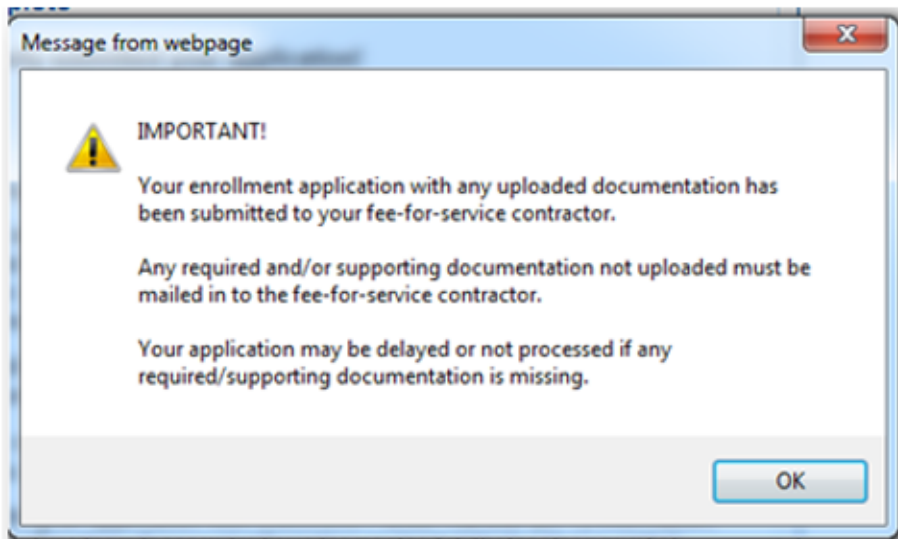 Message from webpage
IMPORTANT!
Your enrollment application with any uploaded documentation has
been submitted to your fee-for-service contractor.
Any required and/or supporting documentation not uploaded must be
mailed in to the fee-for-service contractor.
Your application may be delayed or not processed if any
required/supporting documentation is missing.
OK